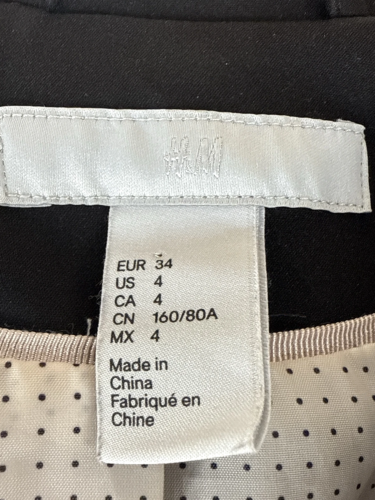 H&M
EUR 34
US 4
CA 4
CN 160/80A
MX 4
Made in
China
Fabriqué en
Chine